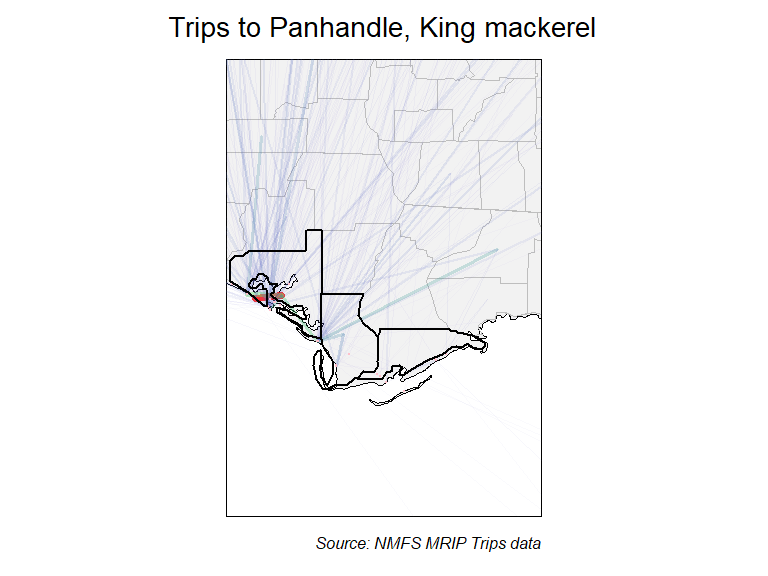 Trips to Panhandle, King mackerel
Source: NMFS MRIP Trips data